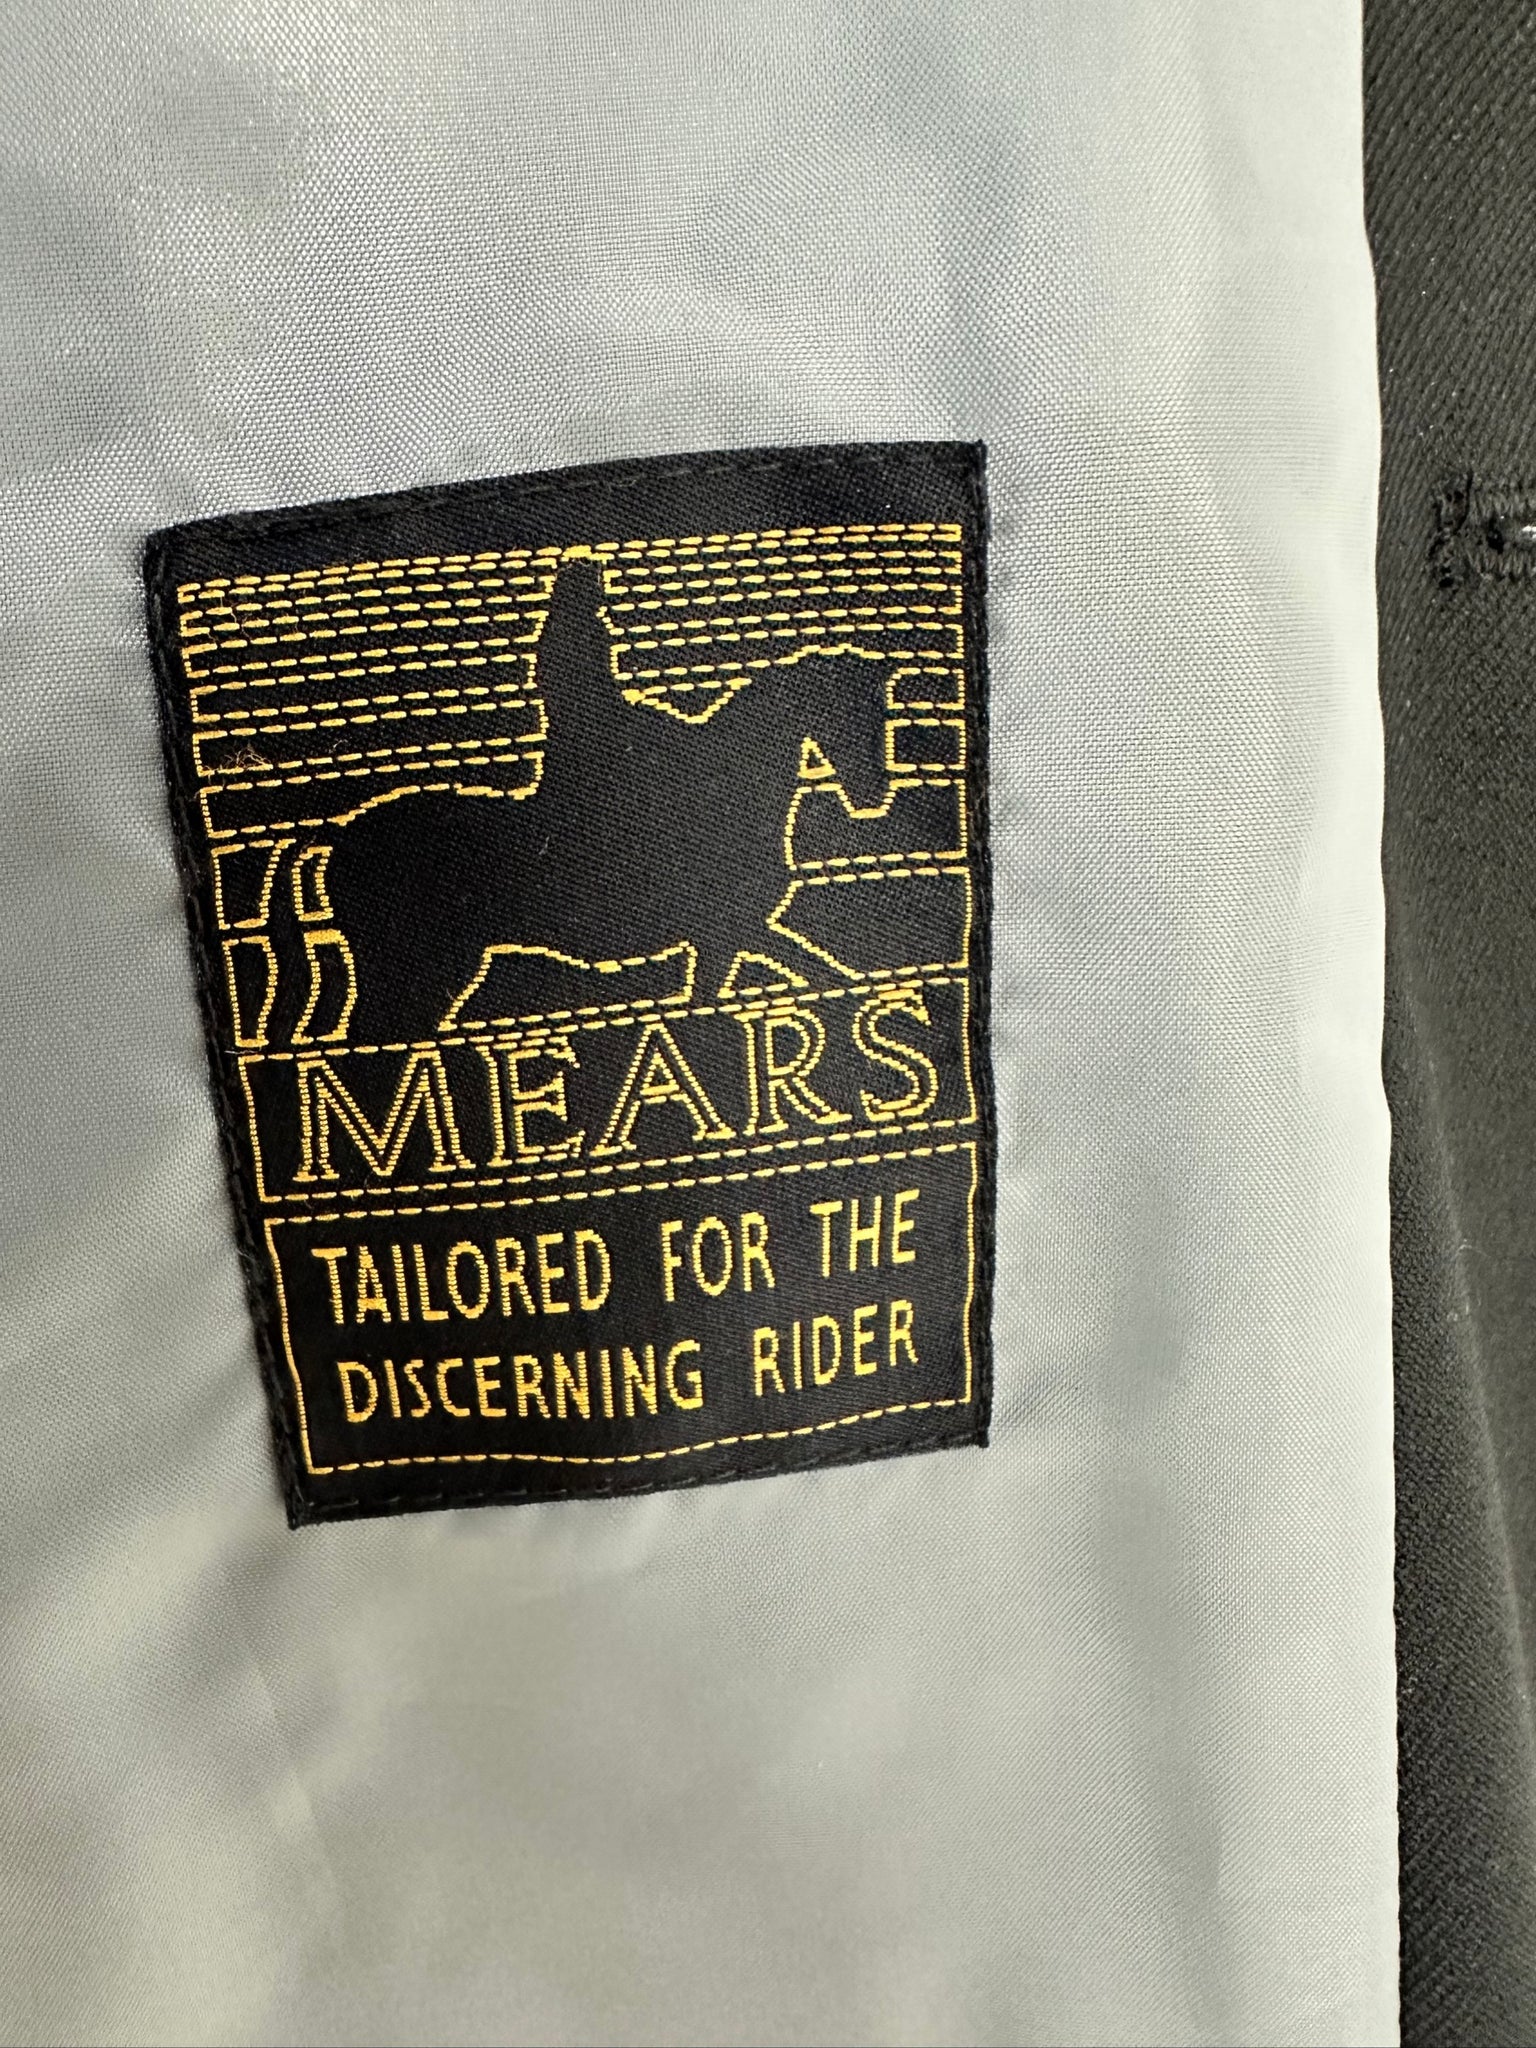 MEARS
TAILORED FOR THE
DISCERNING RIDER